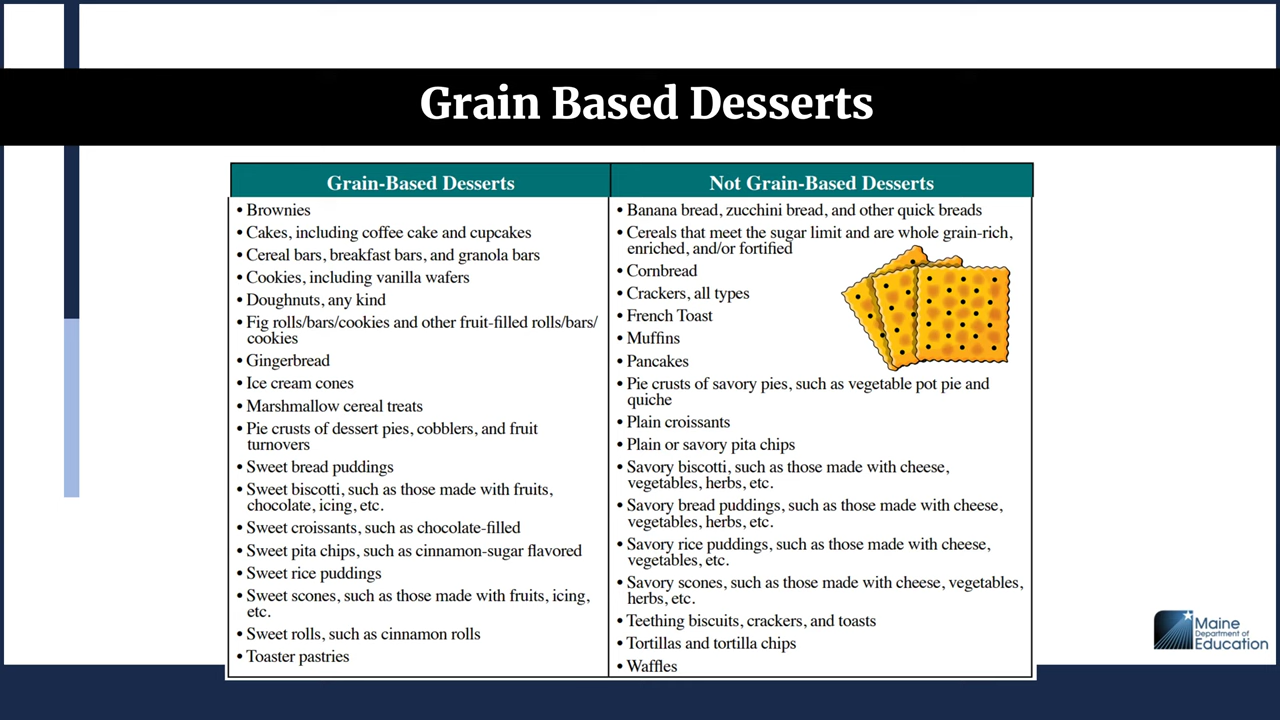 Grain Based Desserts
Grain-Based Desserts
• Brownies
• Cakes, including coffee cake and cupcakes
• Cereal bars, breakfast bars, and granola bars
• Cookies, including vanilla wafers
• Doughnuts, any kind
• Fig rolls/bars/cookies and other fruit-filled rolls/bars/
cookies
• Gingerbread
• Ice cream cones
• Marshmallow cereal treats
• Pie crusts of dessert pies, cobblers, and fruit
turnovers
• Sweet bread puddings
• Sweet biscotti, such as those made with fruits,
chocolate, icing, etc.
• Sweet croissants, such as chocolate-filled
• Sweet pita chips, such as cinnamon-sugar flavored
• Sweet rice puddings
• Sweet scones, such as those made with fruits, icing,
etc.
• Sweet rolls, such as cinnamon rolls
• Toaster pastries
Not Grain-Based Desserts
• Banana bread, zucchini bread, and other quick breads
• Cereals that meet the sugar limit and are whole grain-rich,
enriched, and/or fortified
• Cornbread
• Crackers, all types
• French Toast
• Muffins
• Pancakes
• Pie crusts of savory pies, such as vegetable pot pie and
quiche
• Plain croissants
• Plain or savory pita chips
• Savory biscotti, such as those made with cheese,
vegetables, herbs, etc.
• Savory bread puddings, such as those made with cheese,
vegetables, herbs, etc.
• Savory rice puddings, such as those made with cheese,
vegetables, etc.
• Savory scones, such as those made with cheese, vegetables,
herbs, etc.
• Teething biscuits, crackers, and toasts
• Tortillas and tortilla chips
• Waffles
Maine
Department of
Education